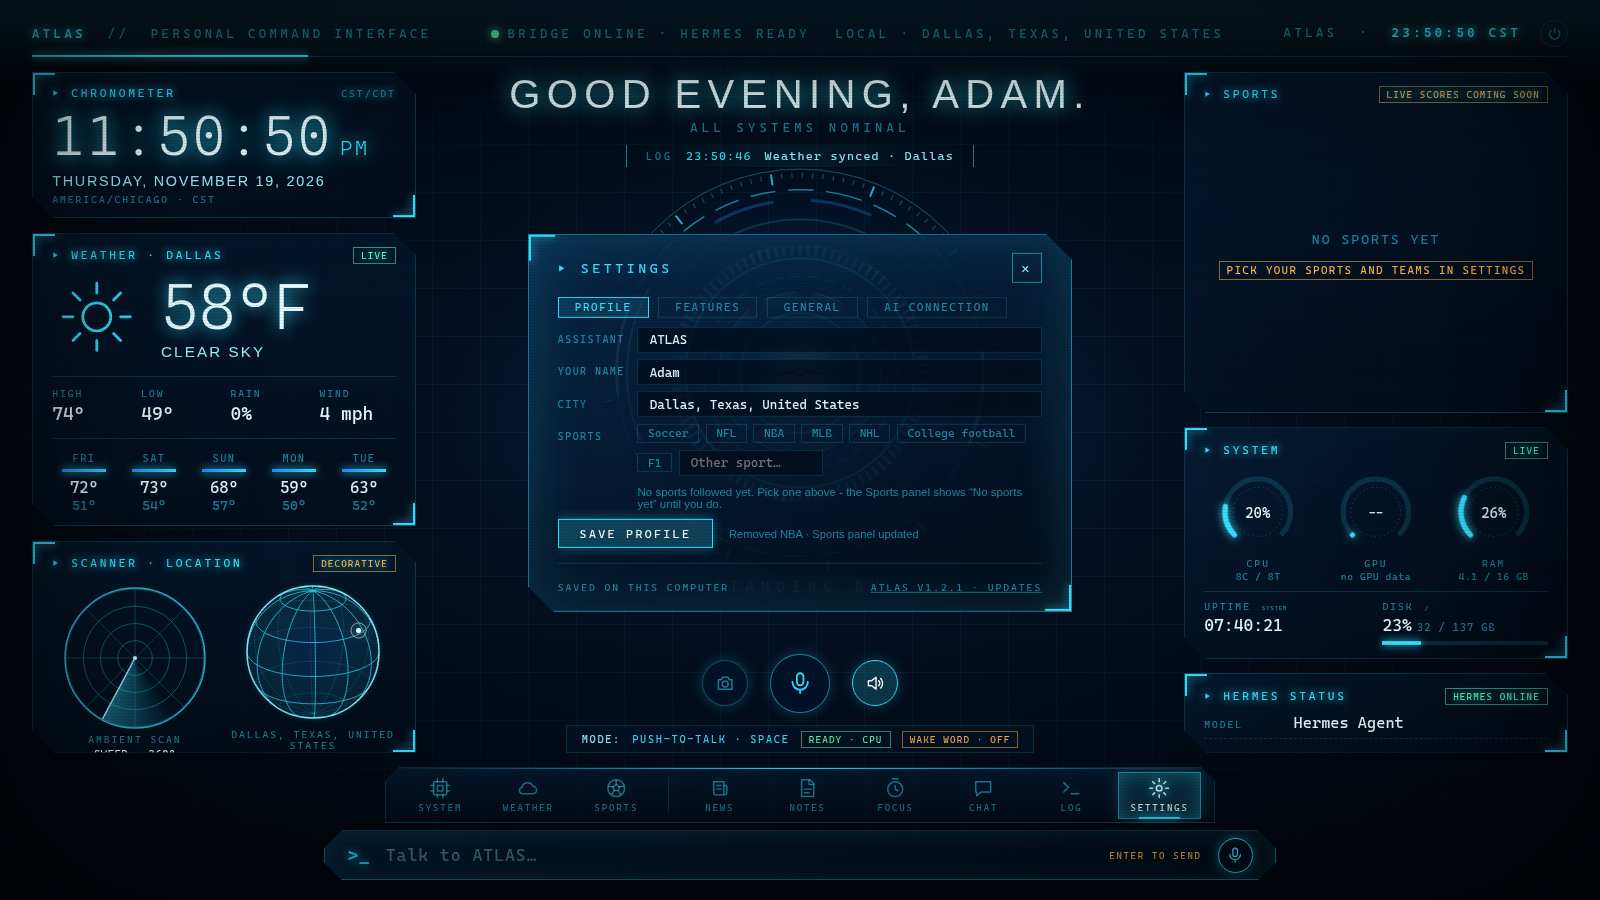 ATLAS // PERSONAL COMMAND INTERFACE
BRIDGE ONLINE · HERMES READY LOCAL · DALLAS, TEXAS, UNITED STATES
ATLAS · 23:50:50 CST
CHRONOMETER CST/CDT
11:50:50 PM
THURSDAY, NOVEMBER 19, 2026
AMERICA/CHICAGO · CST
WEATHER · DALLAS LIVE
58°F
CLEAR SKY
HIGH LOW RAIN WIND
74° 49° 0% 4 mph
FRI SAT SUN MON TUE
72° 73° 68° 59° 63°
51° 54° 57° 50° 52°
SCANNER · LOCATION DECORATIVE
AMBIENT SCAN
DALLAS, TEXAS, UNITED
STATES
GOOD EVENING, ADAM.
ALL SYSTEMS NOMINAL
LOG 23:50:46 Weather synced · Dallas
SETTINGS ×
PROFILE FEATURES GENERAL AI CONNECTION
ASSISTANT ATLAS
YOUR NAME Adam
CITY Dallas, Texas, United States
SPORTS Soccer NFL NBA MLB NHL College football
F1 Other sport…
No sports followed yet. Pick one above - the Sports panel shows “No sports
yet” until you do.
SAVE PROFILE Removed NBA · Sports panel updated
SAVED ON THIS COMPUTER ATLAS V1.2.1 · UPDATES
MODE: PUSH-TO-TALK · SPACE READY · CPU WAKE WORD · OFF
SPORTS LIVE SCORES COMING SOON
NO SPORTS YET
PICK YOUR SPORTS AND TEAMS IN SETTINGS
SYSTEM LIVE
20% -- 26%
CPU GPU RAM
8C / 8T no GPU data 4.1 / 16 GB
UPTIME SYSTEM DISK /
07:40:21 23% 32 / 137 GB
HERMES STATUS HERMES ONLINE
MODEL Hermes Agent
SYSTEM WEATHER SPORTS NEWS NOTES FOCUS CHAT LOG SETTINGS
>_ Talk to ATLAS… ENTER TO SEND